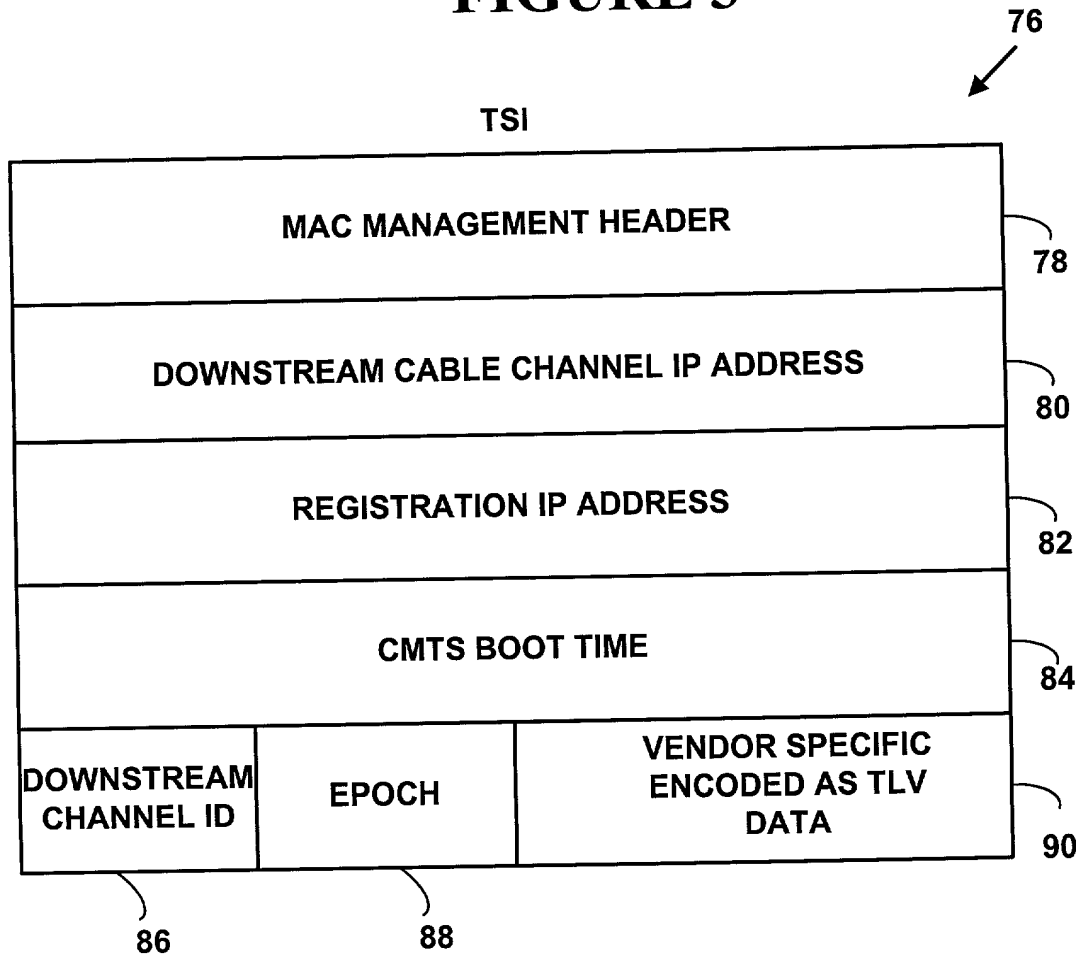 76
TSI
MAC MANAGEMENT HEADER
78
DOWNSTREAM CABLE CHANNEL IP ADDRESS
80
REGISTRATION IP ADDRESS
82
CMTS BOOT TIME
84
DOWNSTREAM
CHANNEL ID
EPOCH
VENDOR SPECIFIC
ENCODED AS TLV
DATA
90
86
88